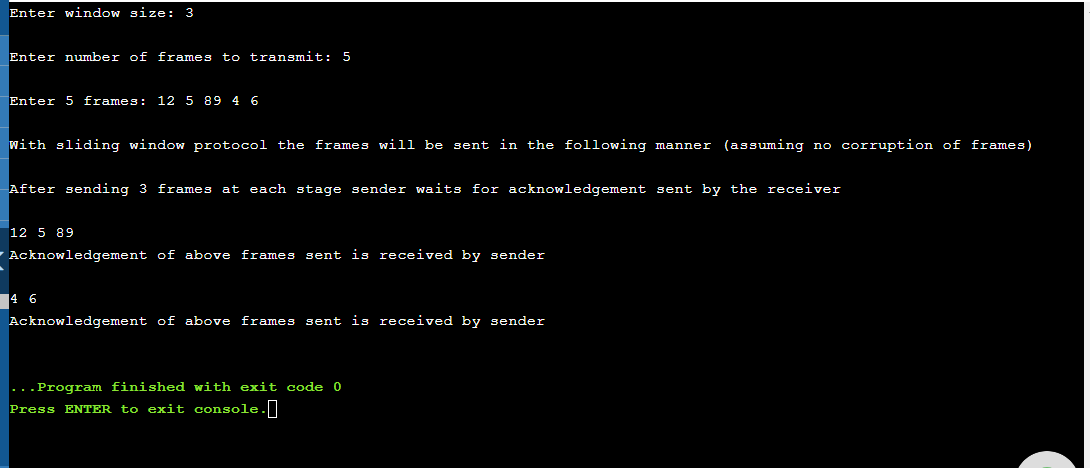 Enter window size: 3
Enter number of frames to transmit: 5
Enter 5 frames: 12 5 89 4 6
With sliding window protocol the frames will be sent in the following manner (assuming no corruption of frames)
After sending 3 frames at each stage sender waits for acknowledgement sent by the receiver
12 5 89
Acknowledgement of above frames sent is received by sender
4 6
Acknowledgement of above frames sent is received by sender
...Program finished with exit code 0
Press ENTER to exit console.